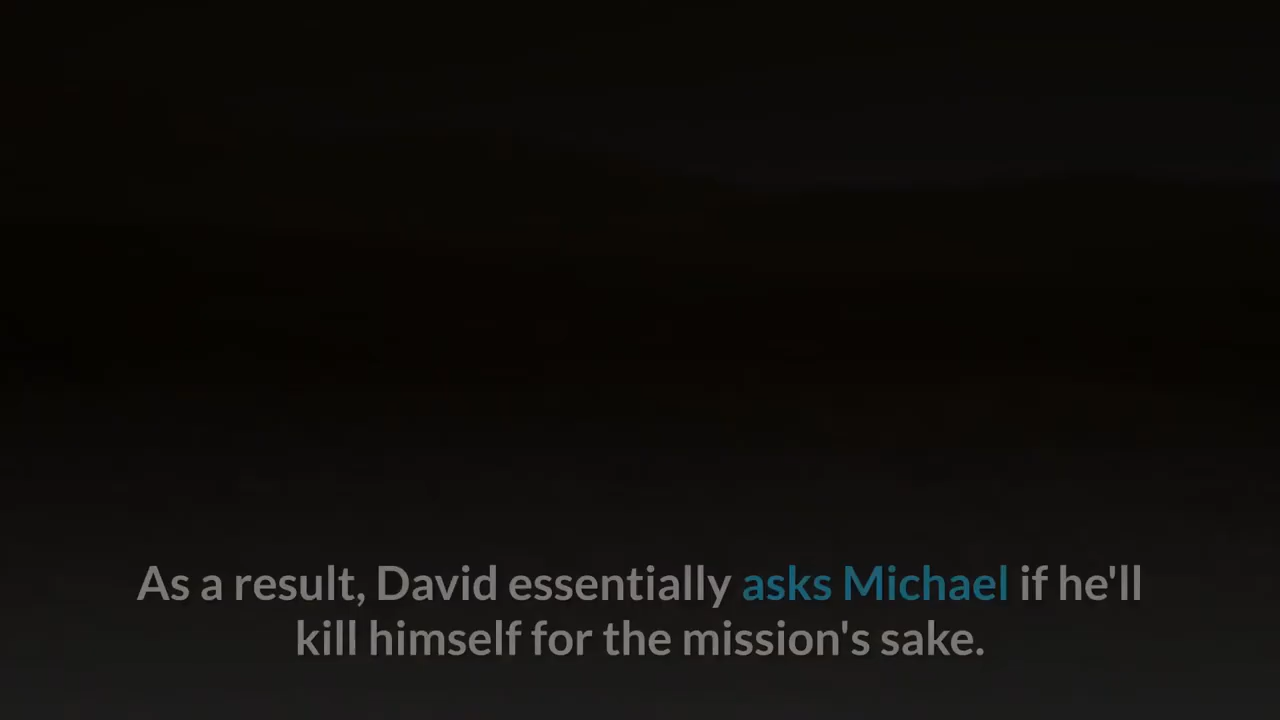 As a result, David essentially asks Michael if he'll
kill himself for the mission's sake.